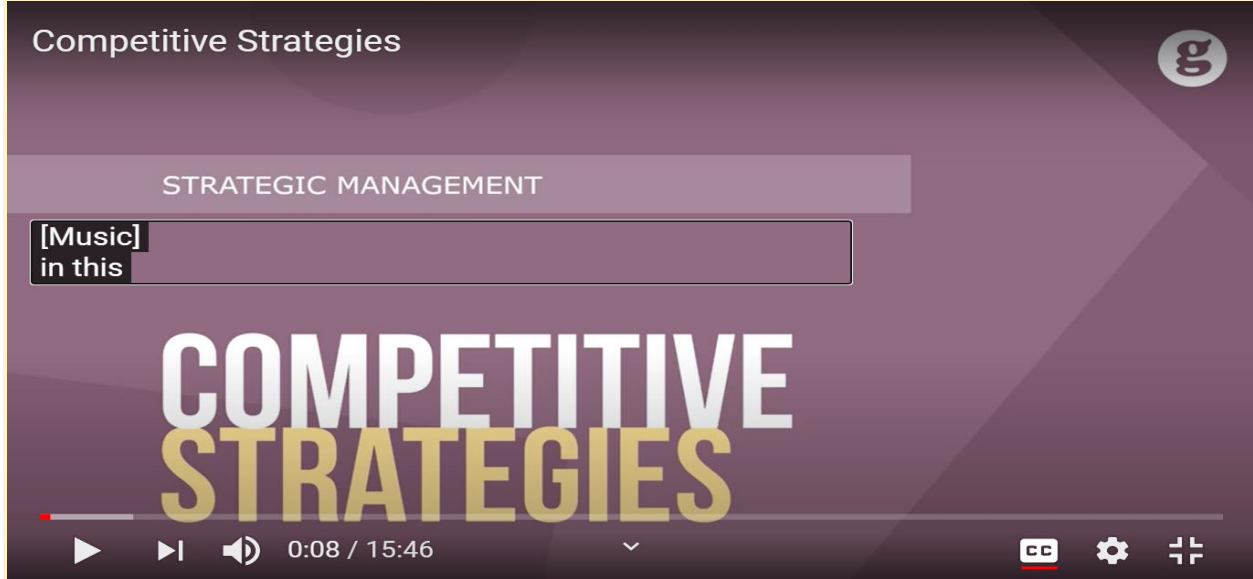 Competitive Strategies
g
STRATEGIC MANAGEMENT
[Music]
in this
COMPETITIVE
STRATEGIES
0:08 / 15:46
CC